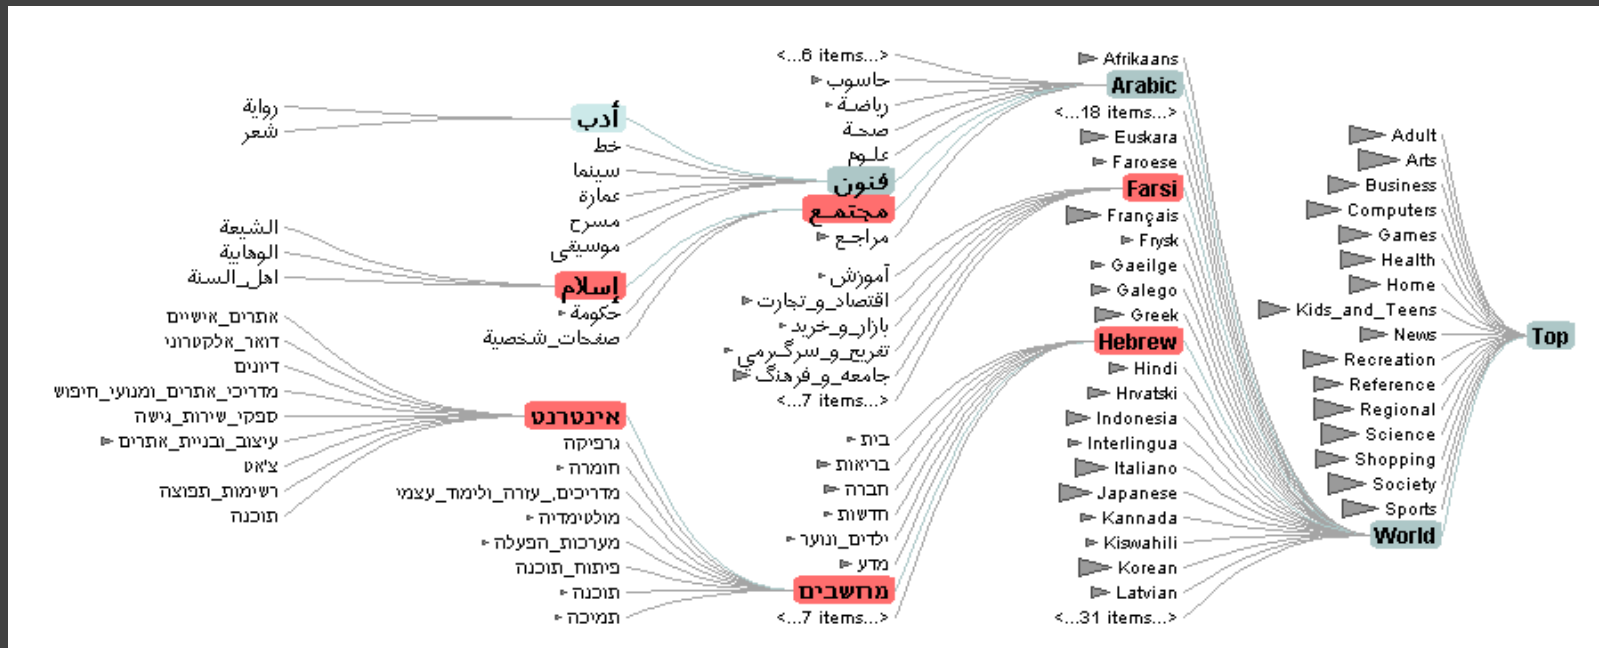 Top
Adult
Arts
Business
Computers
Games
Health
Home
Kids_and_Teens
News
Recreation
Reference
Regional
Science
Shopping
Society
Sports
World
Afrikaans
Arabic
<...18 items...>
Euskara
Faroese
Farsi
Français
Frysk
Gaeilge
Galego
Greek
Hebrew
Hindi
Hrvatski
Indonesia
Interlingua
Italiano
Japanese
Kannada
Kiswahili
Korean
Latvian
<...31 items...>
<...6 items...>
حاسوب
رياضة
صحة
علوم
فنون
مجتمع
مراجع
آموزش
اقتصاد_و_تجارت
بازار_و_خريد
تفريح_و_سرگرمي
جامعه_و_فرهنگ
<...7 items...>
בית
בריאות
חברה
חדשות
ילדים_ונוער
מדע
מחשבים
<...7 items...>
أدب
خط
سينما
عمارة
مسرح
موسيقى
إسلام
حكومة
صفحات_شخصية
אינטרנט
גרפיקה
חומרה
מדריכים,_עזרה_ולימוד_עצמי
מולטימדיה
מערכות_הפעלה
פיתוח_תוכנה
תוכנה
תמיכה
رواية
شعر
الشيعة
الوهابية
اهل_السنة
אתרים_אישיים
דואר_אלקטרוני
דיונים
מדריכי_אתרים_ומנועי_חיפוש
ספקי_שירות_גישה
עיצוב_ובניית_אתרים
צ'אט
רשימות_תפוצה
תוכנה